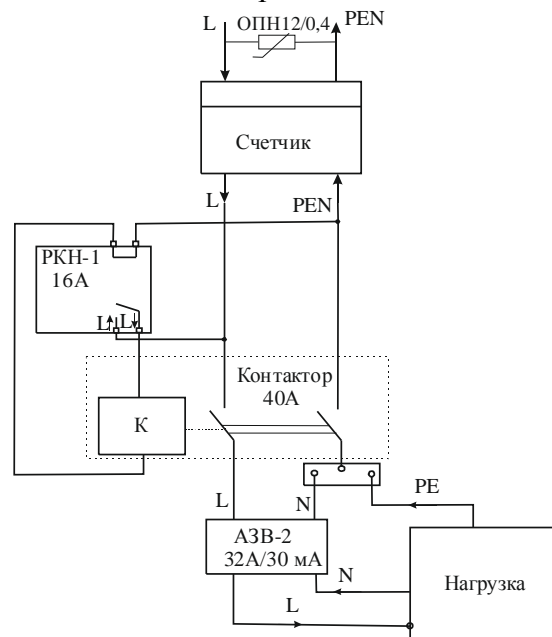 L
ОПН12/0,4
PEN
Счетчик
L
PEN
РКН-1
16А
L
L
Контактор
40А
К
L
N
PE
АЗВ-2
32А/30 мА
N
Нагрузка
L